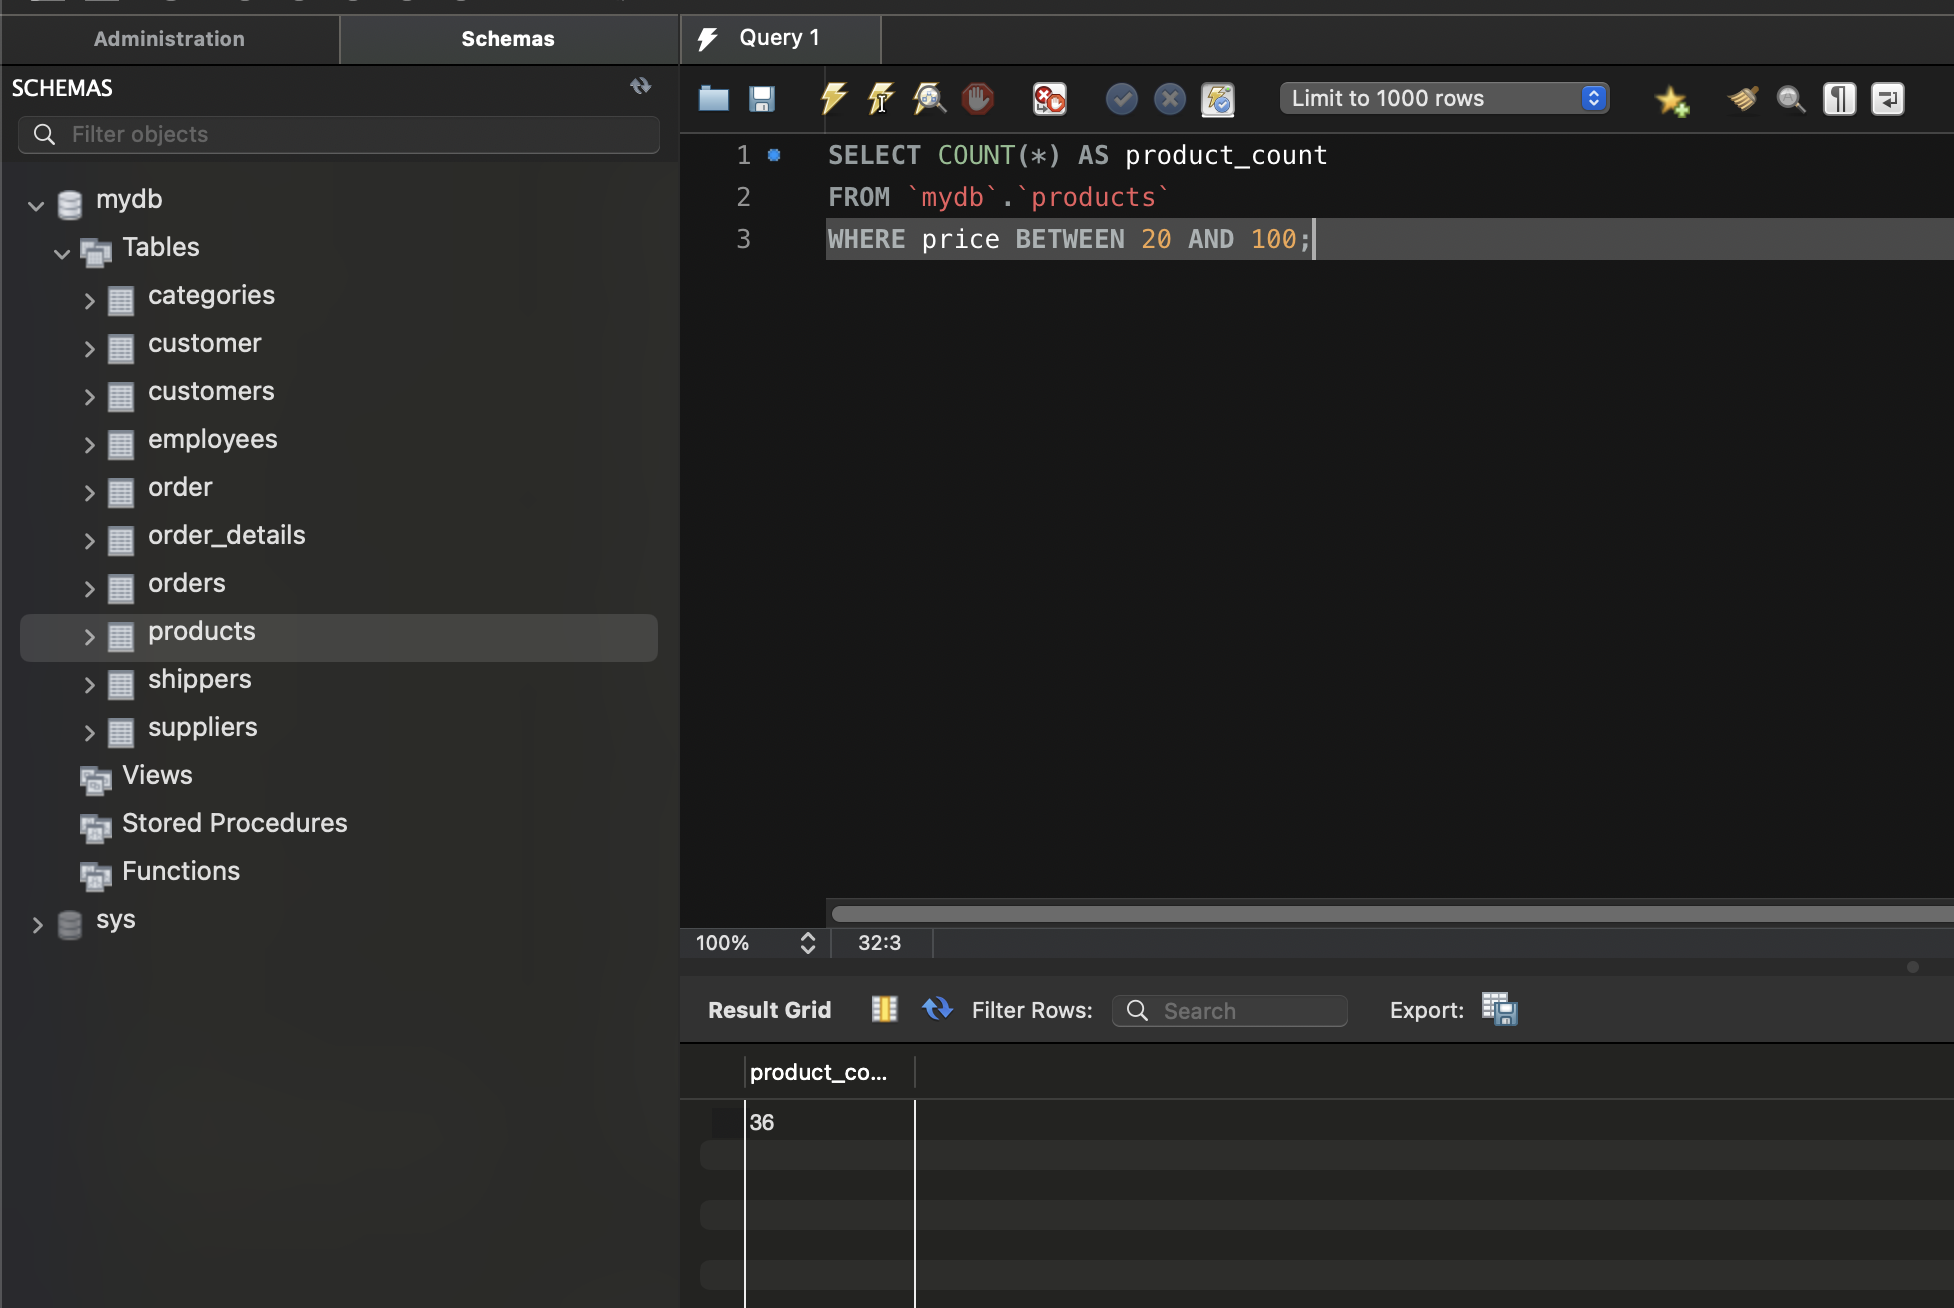 Administration
Schemas
Query 1
SCHEMAS
Filter objects
Limit to 1000 rows
mydb
Tables
categories
customer
customers
employees
order
order_details
orders
products
shippers
suppliers
Views
Stored Procedures
Functions
sys
1 SELECT COUNT(*) AS product_count
2 FROM `mydb`.`products`
3 WHERE price BETWEEN 20 AND 100;
100% 32:3
Result Grid Filter Rows: Search Export:
product_co...
36